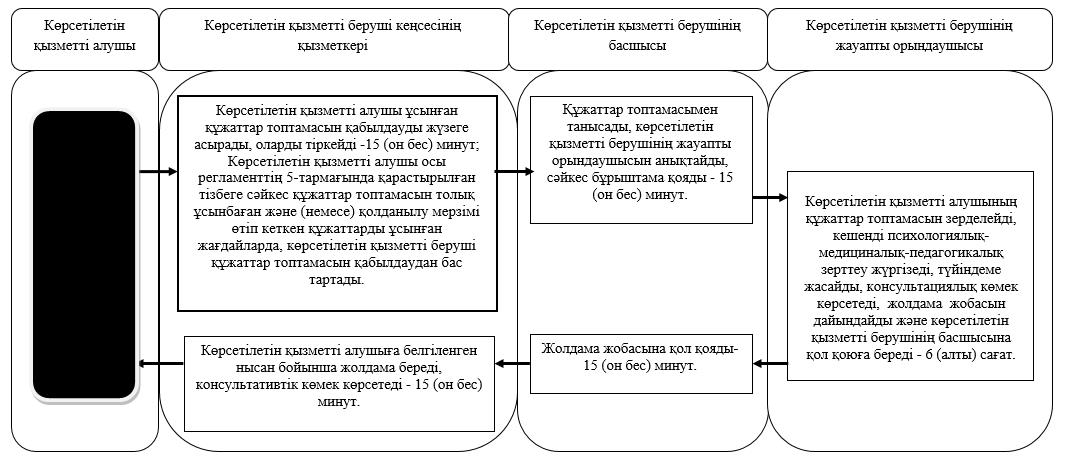 Көрсетілетін
қызметті алушы
Көрсетілетін қызметті беруші кеңсесінің
қызметкері
Көрсетілетін қызметті берушінің
басшысы
Көрсетілетін қызметті берушінің
жауапты орындаушысы
Көрсетілетін қызметті алушы ұсынған
құжаттар топтамасын қабылдауды жүзеге
асырады, оларды тіркейді -15 (он бес) минут;
Көрсетілетін қызметті алушы осы
регламенттің 5-тармағында қарастырылған
тізбеге сәйкес құжаттар топтамасын толық
ұсынбаған және (немесе) қолданылу мерзімі
өтіп кеткен құжаттарды ұсынған
жағдайларда, көрсетілетін қызметті беруші
құжаттар топтамасын қабылдаудан бас
тартады.
Құжаттар топтамасымен
танысады, көрсетілетін
қызметті берушінің жауапты
орындаушысын анықтайды,
сәйкес бұрыштама қояды - 15
(он бес) минут.
Көрсетілетін қызметті алушының
құжаттар топтамасын зерделейді,
кешенді психологиялық-
медициналық-педагогикалық
зерттеу жүргізеді, түйіндеме
жасайды, консультациялық көмек
көрсетеді, жолдама жобасын
дайындайды және көрсетілетін
қызметті берушінің басшысына
қол қоюға береді - 6 (алты) сағат.
Жолдама жобасына қол қояды-
15 (он бес) минут.
Көрсетілетін қызметті алушыға белгіленген
нысан бойынша жолдама береді,
консультативтік көмек көрсетеді - 15 (он бес)
минут.